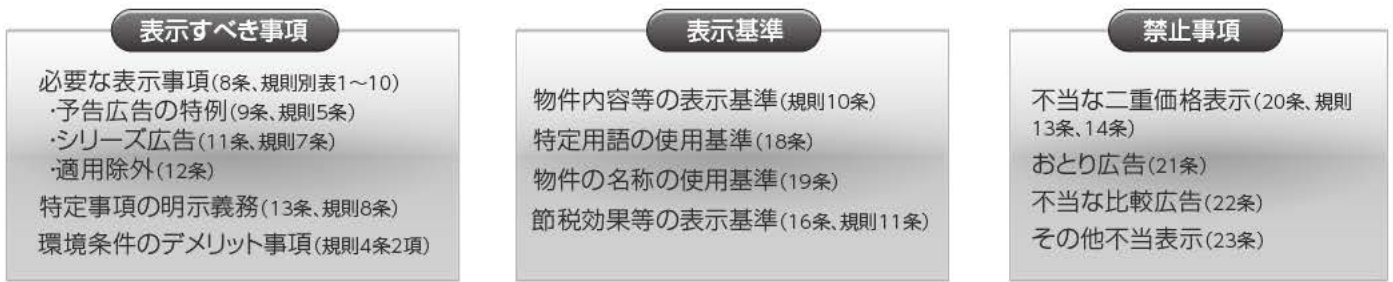 表示すべき事項
必要な表示事項(8条、規則別表1～10)
・予告広告の特例(9条、規則5条)
・シリーズ広告(11条、規則7条)
・適用除外(12条)
特定事項の明示義務(13条、規則8条)
環境条件のデメリット事項(規則4条2項)
表示基準
物件内容等の表示基準(規則10条)
特定用語の使用基準(18条)
物件の名称の使用基準(19条)
節税効果等の表示基準(16条、規則11条)
禁止事項
不当な二重価格表示(20条、規則
13条、14条)
おとり広告(21条)
不当な比較広告(22条)
その他不当表示(23条)